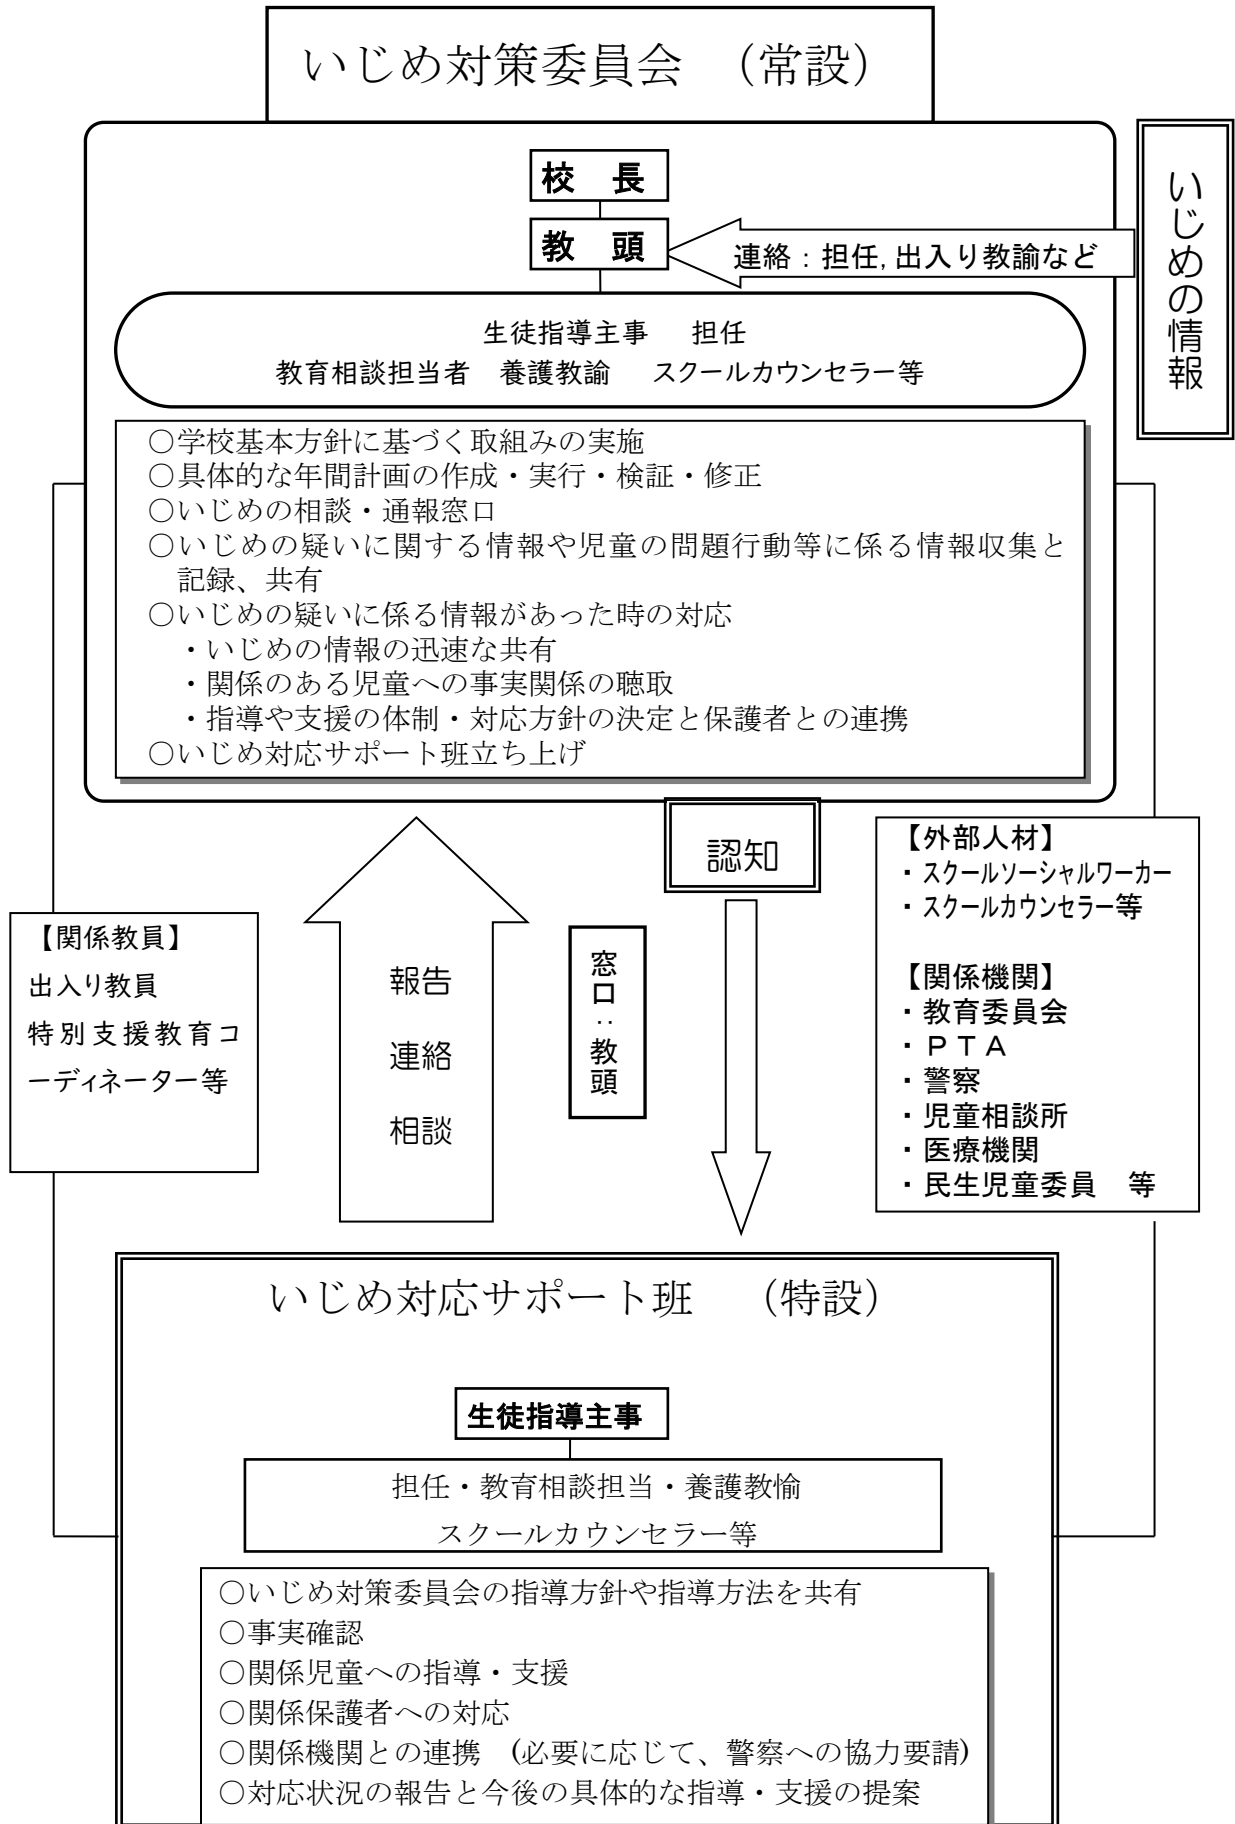 いじめ対策委員会　（常設）
校　長
教　頭
連絡：担任,出入り教諭など
いじめの情報
生徒指導主事　担任
教育相談担当者　養護教諭　スクールカウンセラー等
○学校基本方針に基づく取組みの実施
○具体的な年間計画の作成・実行・検証・修正
○いじめの相談・通報窓口
○いじめの疑いに関する情報や児童の問題行動等に係る情報収集と
記録、共有
○いじめの疑いに係る情報があった時の対応
・いじめの情報の迅速な共有
・関係のある児童への事実関係の聴取
・指導や支援の体制・対応方針の決定と保護者との連携
○いじめ対応サポート班立ち上げ
認知
【外部人材】
・スクールソーシャルワーカー
・スクールカウンセラー等
【関係機関】
・教育委員会
・ＰＴＡ
・警察
・児童相談所
・医療機関
・民生児童委員　等
【関係教員】
出入り教員
特別支援教育コ
ーディネーター等
報告
連絡
相談
窓口：教頭
いじめ対応サポート班　（特設）
生徒指導主事
担任・教育相談担当・養護教愉
スクールカウンセラー等
○いじめ対策委員会の指導方針や指導方法を共有
○事実確認
○関係児童への指導・支援
○関係保護者への対応
○関係機関との連携　(必要に応じて、警察への協力要請)
○対応状況の報告と今後の具体的な指導・支援の提案